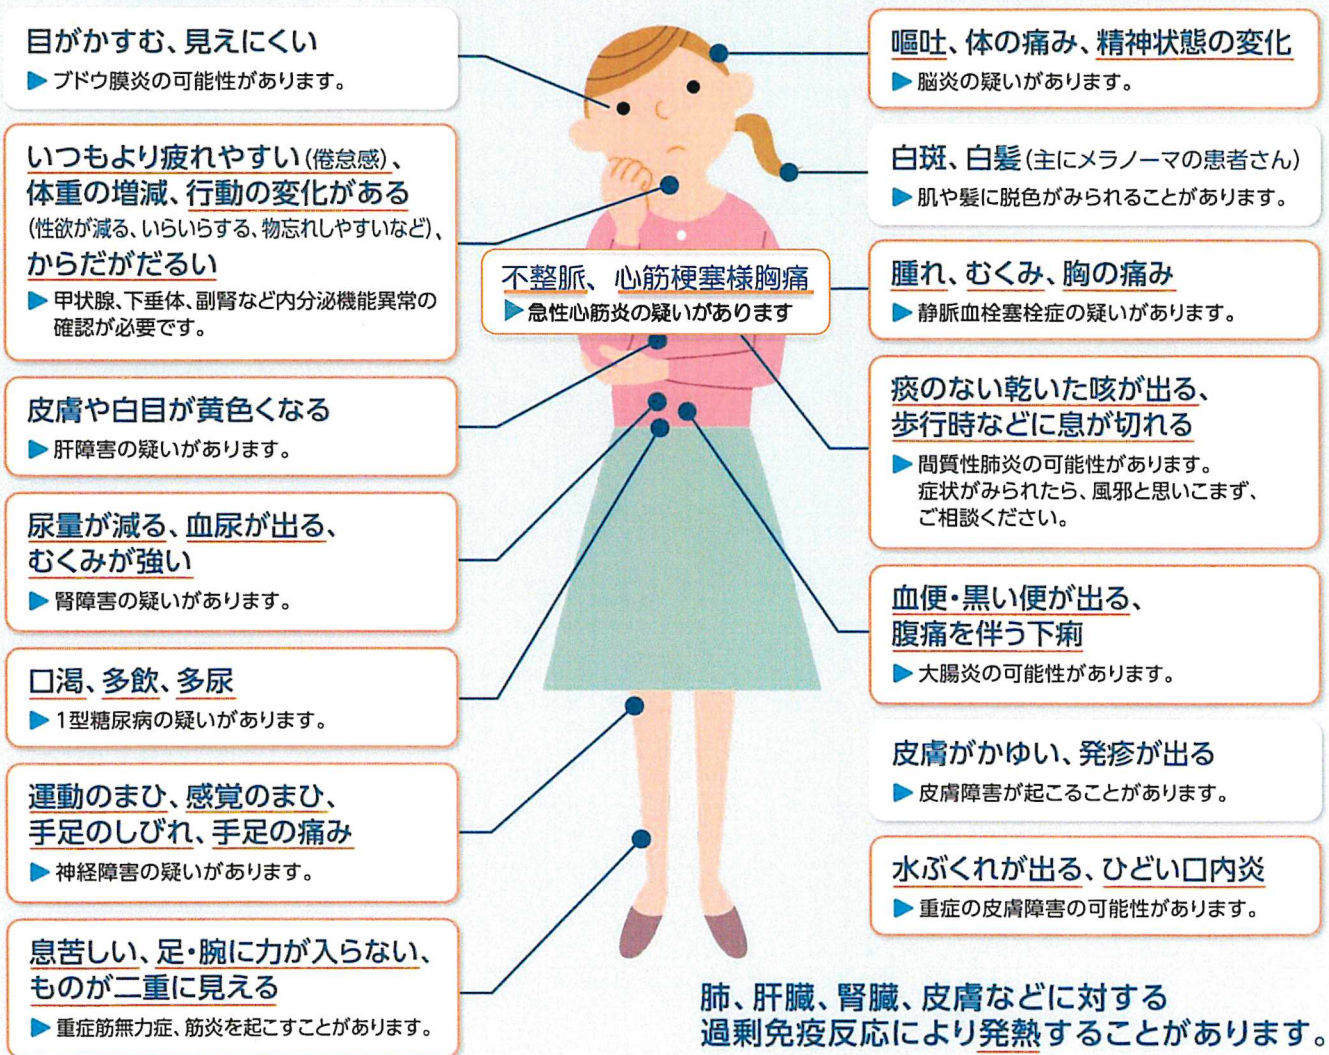 目がかすむ、見えにくい
▶ブドウ膜炎の可能性があります。
いつもより疲れやすい(倦怠感)、
体重の増減、行動の変化がある
(性欲が減る、いらいらする、物忘れしやすいなど)、
からだがだるい
▶甲状腺、下垂体、副腎など内分泌機能異常の
確認が必要です。
皮膚や白目が黄色くなる
▶肝障害の疑いがあります。
尿量が減る、血尿が出る、
むくみが強い
▶腎障害の疑いがあります。
口渇、多飲、多尿
▶1型糖尿病の疑いがあります。
運動のまひ、感覚のまひ、
手足のしびれ、手足の痛み
▶神経障害の疑いがあります。
息苦しい、足・腕に力が入らない、
ものが二重に見える
▶重症筋無力症、筋炎を起こすことがあります。
不整脈、心筋梗塞様胸痛
▶急性心筋炎の疑いがあります
嘔吐、体の痛み、精神状態の変化
▶脳炎の疑いがあります。
白斑、白髪(主にメラノーマの患者さん)
▶肌や髪に脱色がみられることがあります。
腫れ、むくみ、胸の痛み
▶静脈血栓塞栓症の疑いがあります。
痰のない乾いた咳が出る、
歩行時などに息が切れる
▶間質性肺炎の可能性があります。
症状がみられたら、風邪と思いこまず、
ご相談ください。
血便・黒い便が出る、
腹痛を伴う下痢
▶大腸炎の可能性があります。
皮膚がかゆい、発疹が出る
▶皮膚障害が起こることがあります。
水ぶくれが出る、ひどい口内炎
▶重症の皮膚障害の可能性があります。
肺、肝臓、腎臓、皮膚などに対する
過剰免疫反応により発熱することがあります。